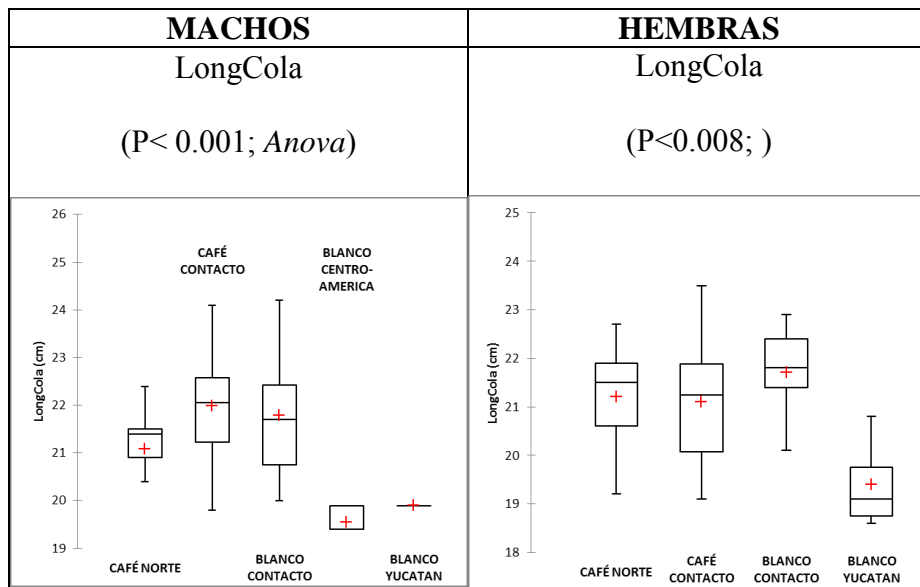 MACHOS
LongCola
(P< 0.001; Anova)
HEMBRAS
LongCola
(P<0.008; )
26
25
24
23
22
21
20
19
LongCola (cm)
CAFÉ
CONTACTO
BLANCO
CENTRO-
AMERICA
CAFÉ NORTE
BLANCO
CONTACTO
BLANCO
YUCATAN
25
24
23
22
21
20
19
18
LongCola (cm)
CAFÉ NORTE
CAFÉ
CONTACTO
BLANCO
CONTACTO
BLANCO
YUCATAN